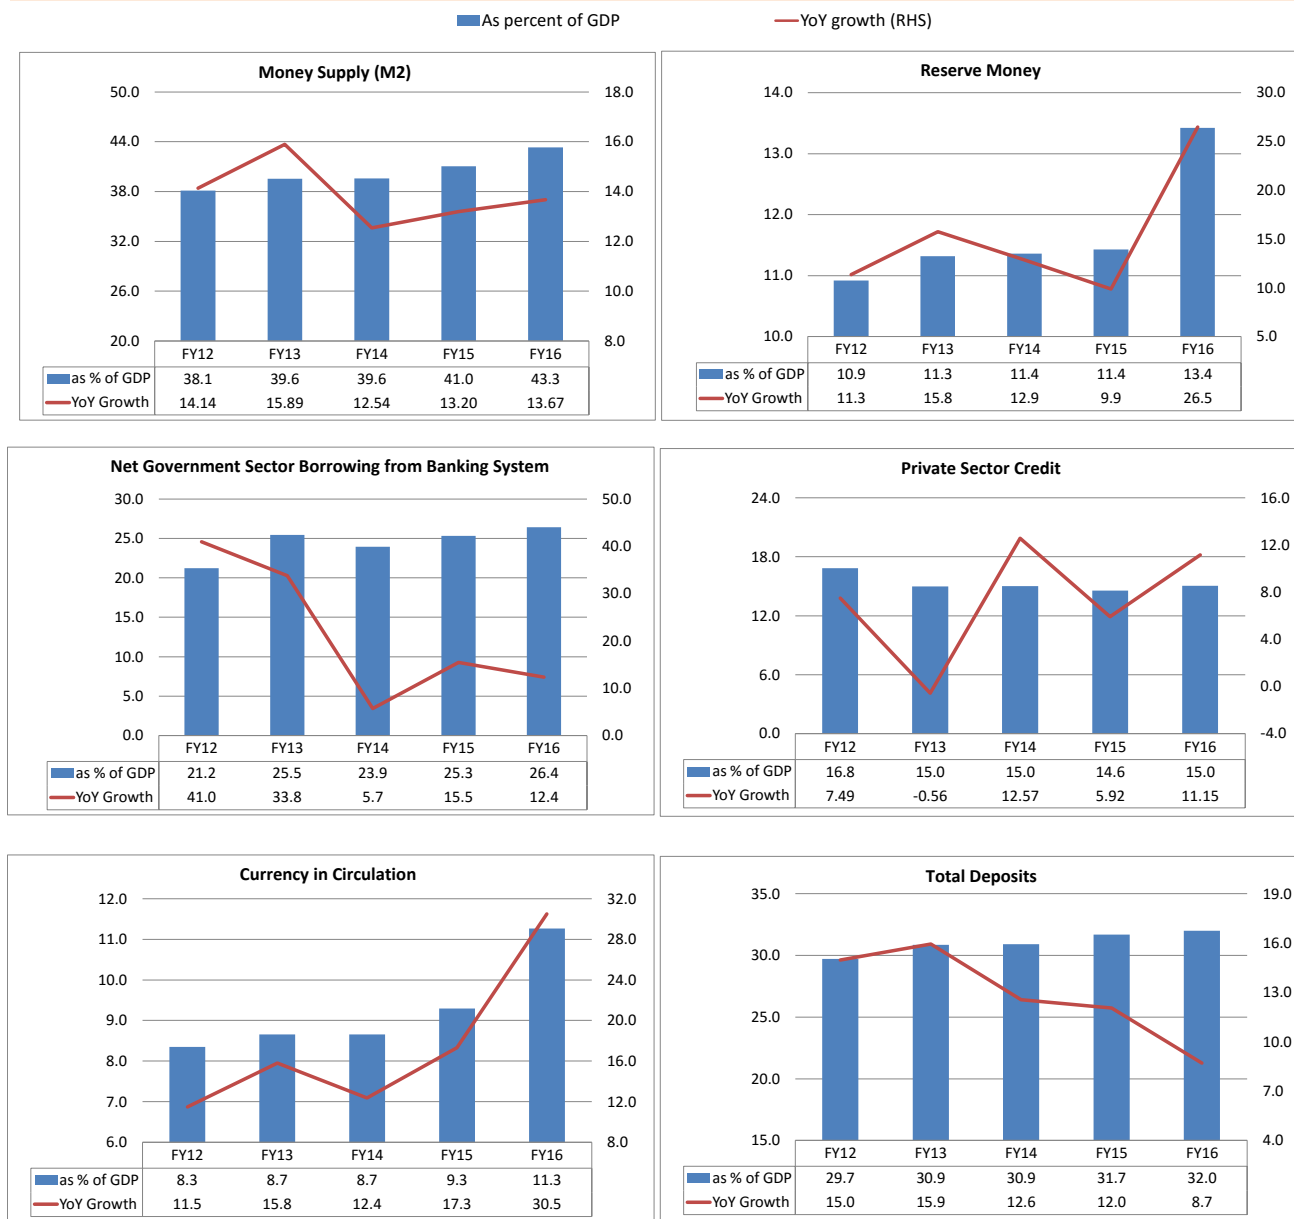 As percent of GDP YoY growth (RHS)
Money Supply (M2)
50.0 18.0
44.0 16.0
38.0 14.0
32.0 12.0
26.0 10.0
20.0 8.0
FY12 FY13 FY14 FY15 FY16
as % of GDP 38.1 39.6 39.6 41.0 43.3
YoY Growth 14.14 15.89 12.54 13.20 13.67
Reserve Money
14.0 30.0
25.0
13.0
20.0
12.0
15.0
11.0
10.0
10.0 5.0
FY12 FY13 FY14 FY15 FY16
as % of GDP 10.9 11.3 11.4 11.4 13.4
YoY Growth 11.3 15.8 12.9 9.9 26.5
Net Government Sector Borrowing from Banking System
30.0 50.0
25.0 40.0
20.0 30.0
15.0
20.0
10.0
5.0 10.0
0.0 0.0
FY12 FY13 FY14 FY15 FY16
as % of GDP 21.2 25.5 23.9 25.3 26.4
YoY Growth 41.0 33.8 5.7 15.5 12.4
Private Sector Credit
24.0 16.0
12.0
18.0
8.0
12.0
4.0
6.0 0.0
0.0 -4.0
FY12 FY13 FY14 FY15 FY16
as % of GDP 16.8 15.0 15.0 14.6 15.0
YoY Growth 7.49 -0.56 12.57 5.92 11.15
Currency in Circulation
12.0 32.0
11.0 28.0
10.0 24.0
9.0 20.0
8.0 16.0
7.0 12.0
6.0 8.0
FY12 FY13 FY14 FY15 FY16
as % of GDP 8.3 8.7 8.7 9.3 11.3
YoY Growth 11.5 15.8 12.4 17.3 30.5
Total Deposits
35.0 19.0
30.0 16.0
13.0
25.0
10.0
20.0 7.0
15.0 4.0
FY12 FY13 FY14 FY15 FY16
as % of GDP 29.7 30.9 30.9 31.7 32.0
YoY Growth 15.0 15.9 12.6 12.0 8.7